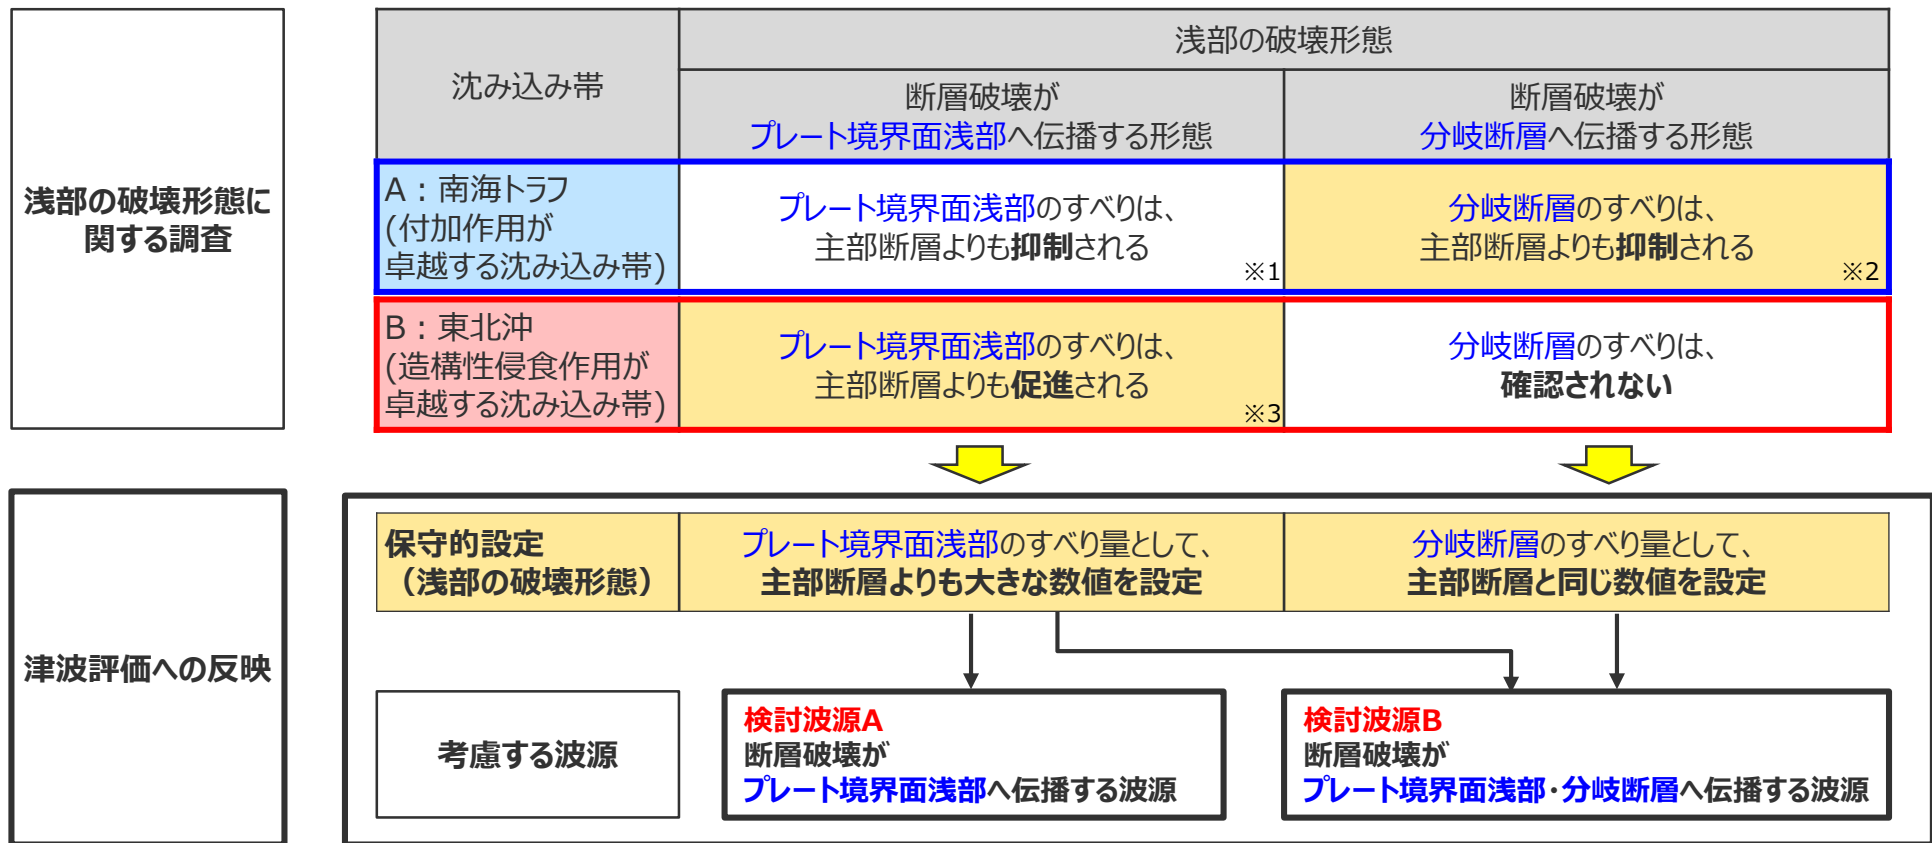 浅部の破壊形態に
関する調査
沈み込み帯
浅部の破壊形態
断層破壊が
プレート境界面浅部へ伝播する形態
断層破壊が
分岐断層へ伝播する形態
A：南海トラフ
(付加作用が
卓越する沈み込み帯)
プレート境界面浅部のすべりは、
主部断層よりも抑制される
※1
分岐断層のすべりは、
主部断層よりも抑制される
※2
B：東北沖
(造構性侵食作用が
卓越する沈み込み帯)
プレート境界面浅部のすべりは、
主部断層よりも促進される
※3
分岐断層のすべりは、
確認されない
津波評価への反映
保守的設定
（浅部の破壊形態）
プレート境界面浅部のすべり量として、
主部断層よりも大きな数値を設定
分岐断層のすべり量として、
主部断層と同じ数値を設定
考慮する波源
検討波源A
断層破壊が
プレート境界面浅部へ伝播する波源
検討波源B
断層破壊が
プレート境界面浅部・分岐断層へ伝播する波源